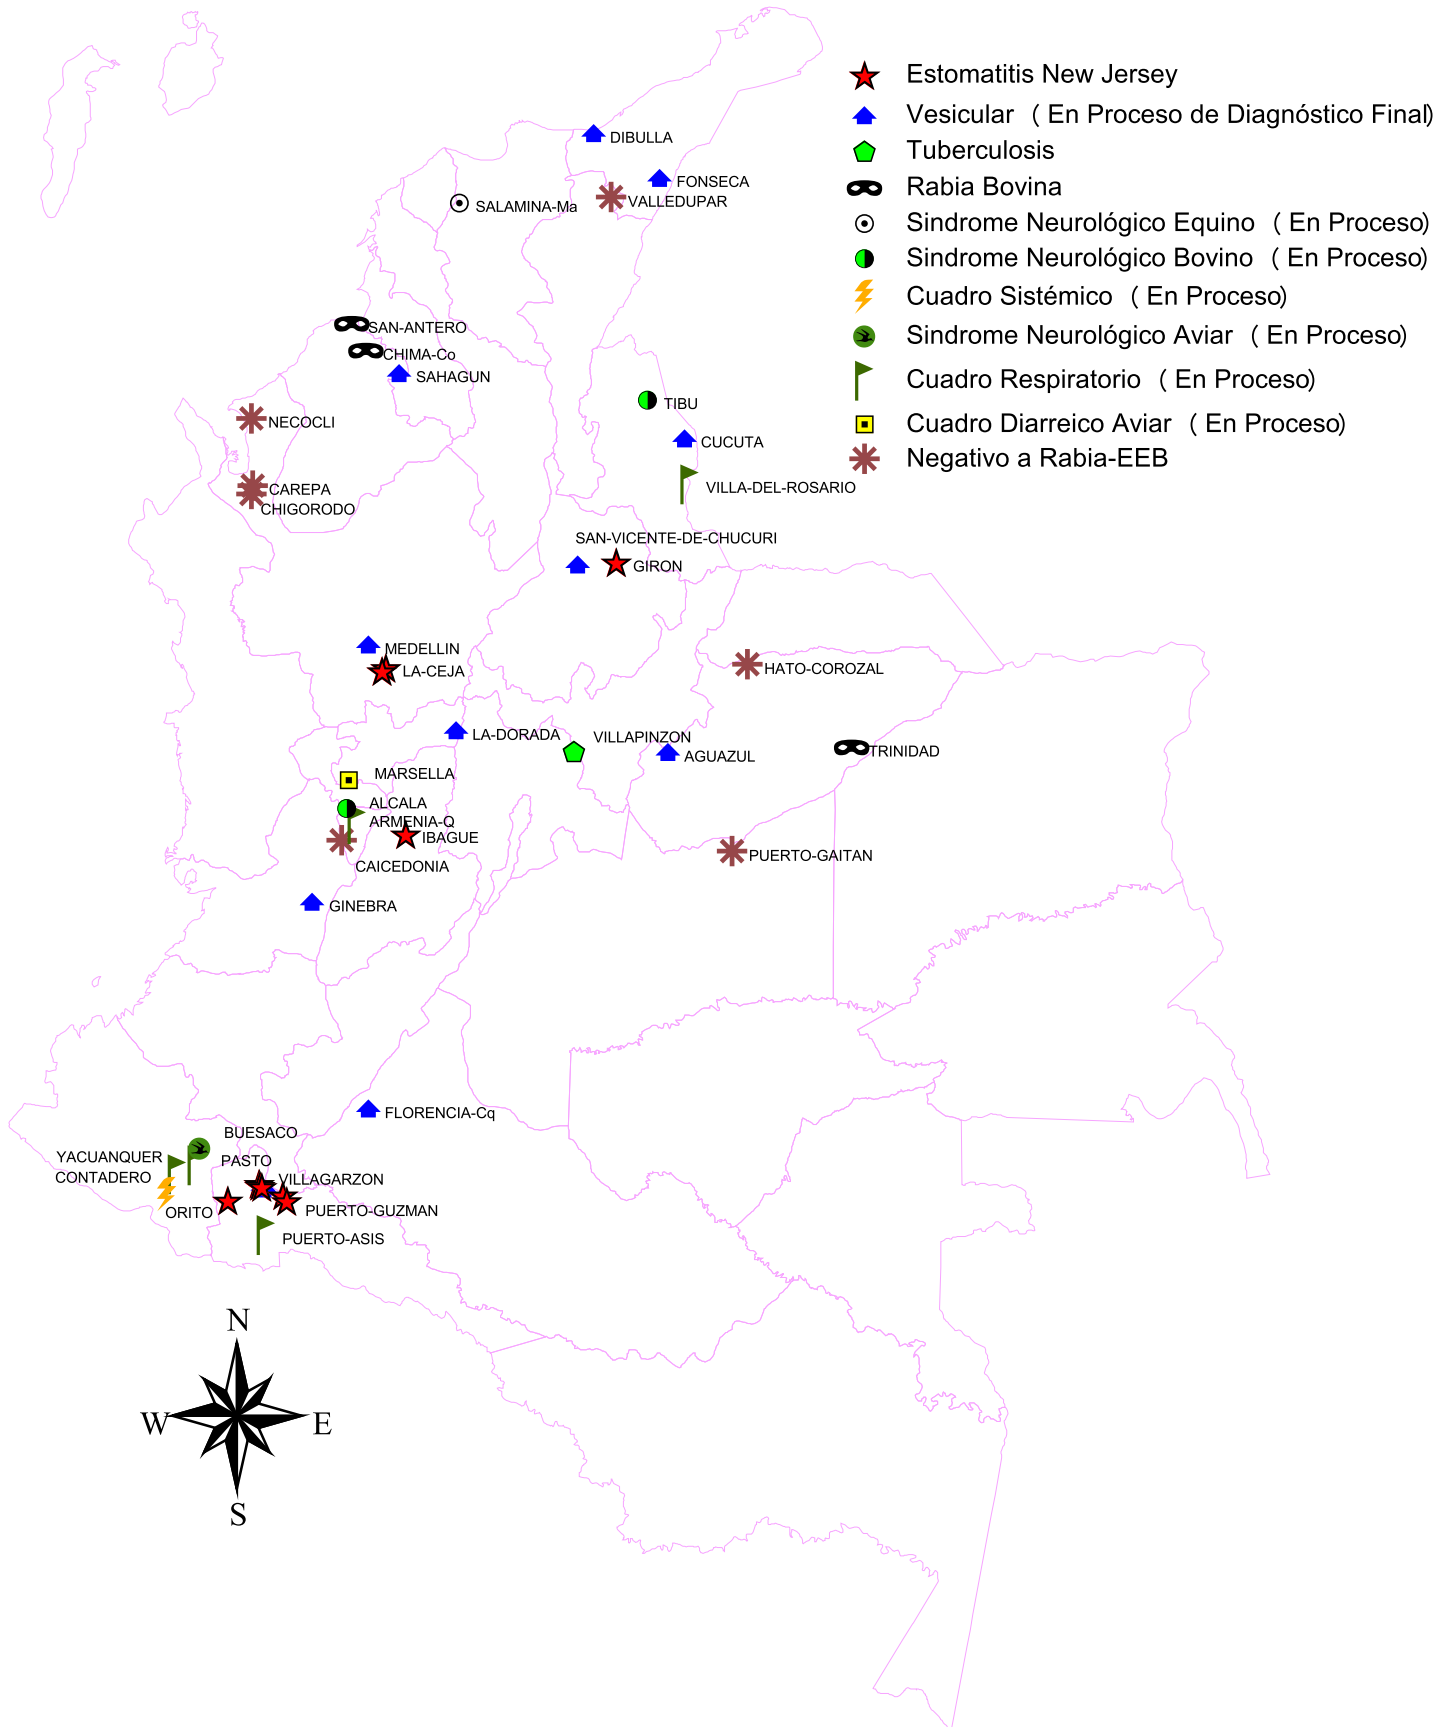 Estomatitis New Jersey
Vesicular ( En Proceso de Diagnóstico Final)
Tuberculosis
Rabia Bovina
Sindrome Neurológico Equino ( En Proceso)
Sindrome Neurológico Bovino ( En Proceso)
Cuadro Sistémico ( En Proceso)
Sindrome Neurológico Aviar ( En Proceso)
Cuadro Respiratorio ( En Proceso)
Cuadro Diarreico Aviar ( En Proceso)
Negativo a Rabia-EEB
DIBULLA
FONSECA
VALLEDUPAR
SALAMINA-Ma
SAN-ANTERO
CHIMA-Co
SAHAGUN
TIBU
NECOCLI
CUCUTA
VILLA-DEL-ROSARIO
CAREPA
CHIGORODO
SAN-VICENTE-DE-CHUCURI
GIRON
MEDELLIN
LA-CEJA
HATO-COROZAL
LA-DORADA
VILLAPINZON
AGUAZUL
TRINIDAD
MARSELLA
ALCALA
ARMENIA-Q
IBAGUE
CAICEDONIA
PUERTO-GAITAN
GINEBRA
FLORENCIA-Cq
BUESACO
YACUANQUER
PASTO
CONTADERO
VILLAGARZON
ORITO
PUERTO-GUZMAN
PUERTO-ASIS
N
W
E
S